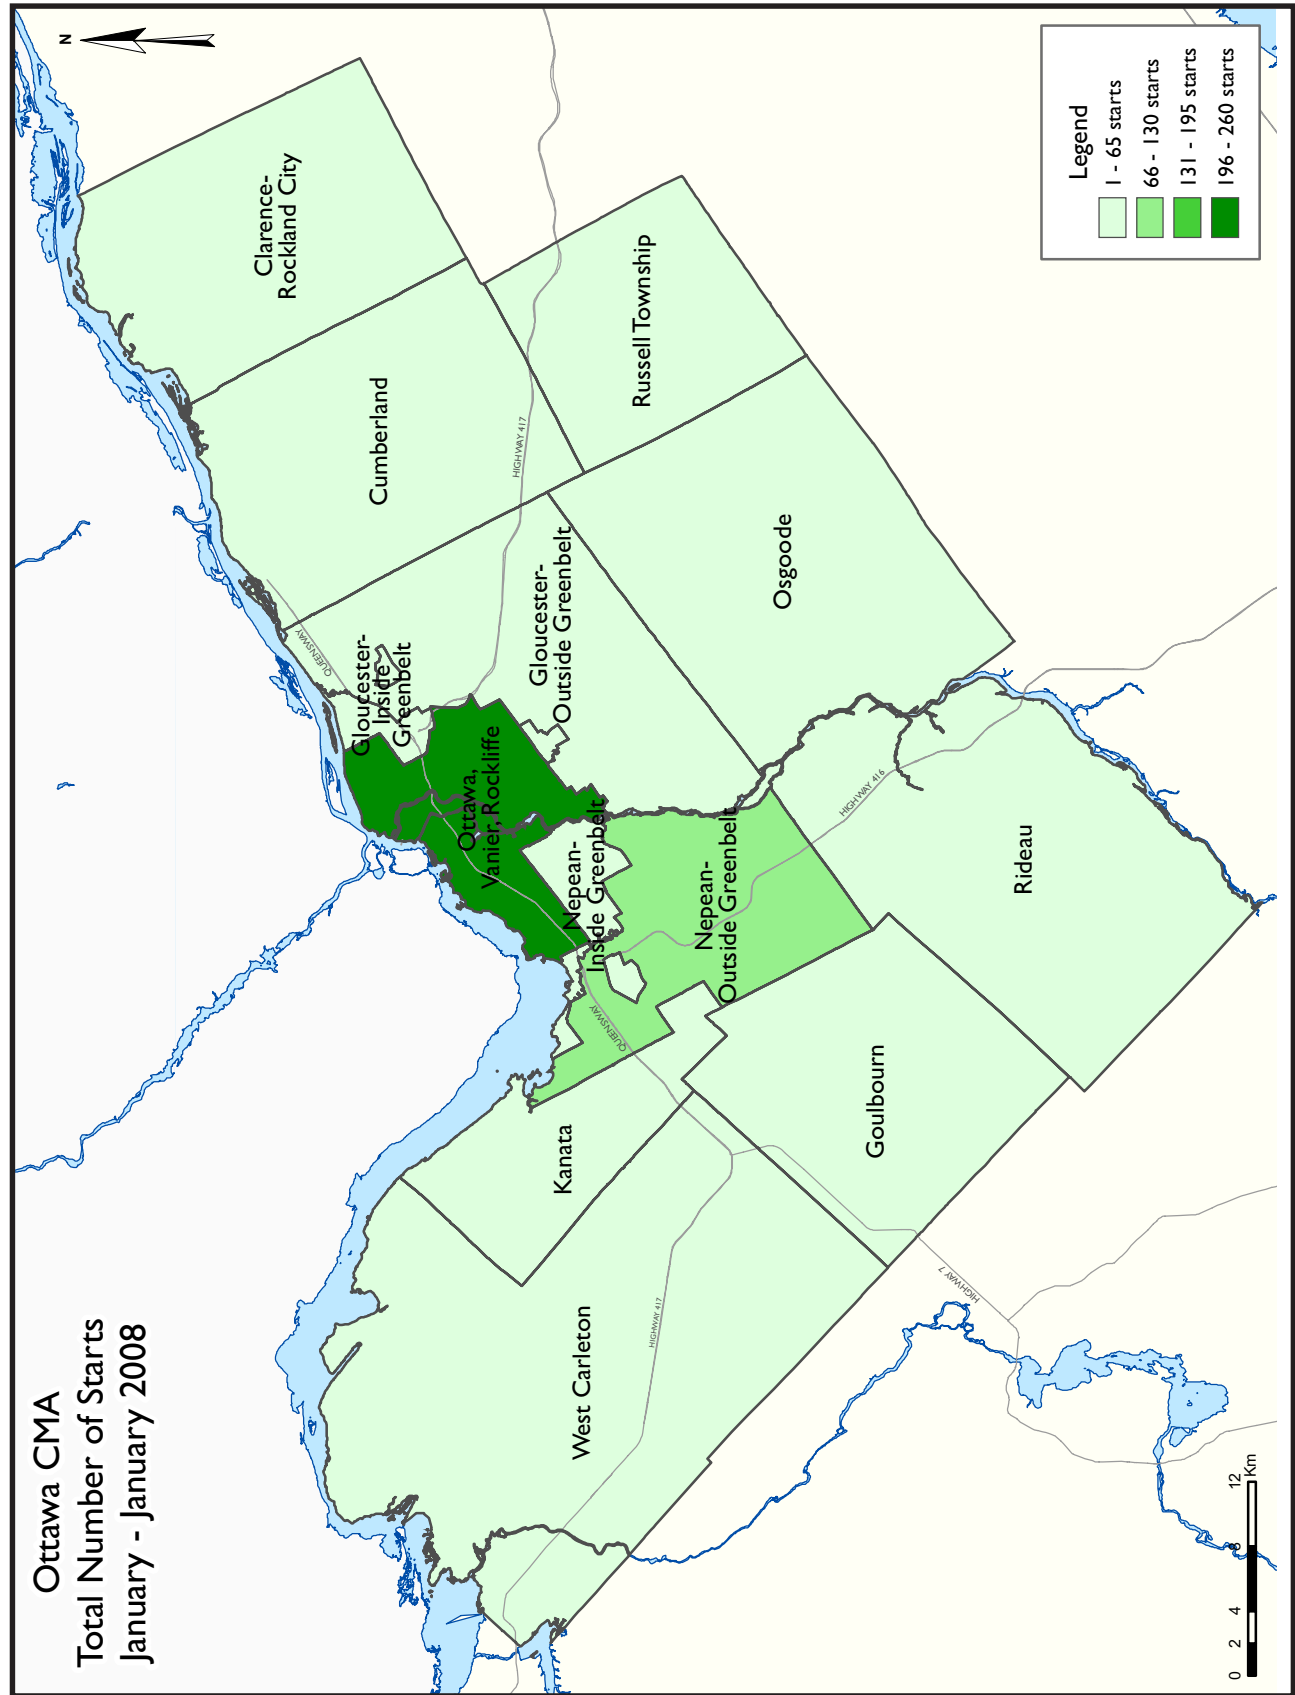 Ottawa CMA
Total Number of Starts
January - January 2008
N
Clarence-
Rockland City
Cumberland
Russell Township
HIGHWAY 417
QUEENSWAY
Gloucester-
Inside
Greenbelt
Gloucester-
Outside Greenbelt
Osgoode
Ottawa,
Vanier, Rockliffe
Nepean-
Inside Greenbelt
Nepean-
Outside Greenbelt
HIGHWAY 416
Rideau
QUEENSWAY
Kanata
Goulbourn
West Carleton
HIGHWAY 417
HIGHWAY 7
Legend
1 - 65 starts
66 - 130 starts
131 - 195 starts
196 - 260 starts
0 2 4 8 12
Km